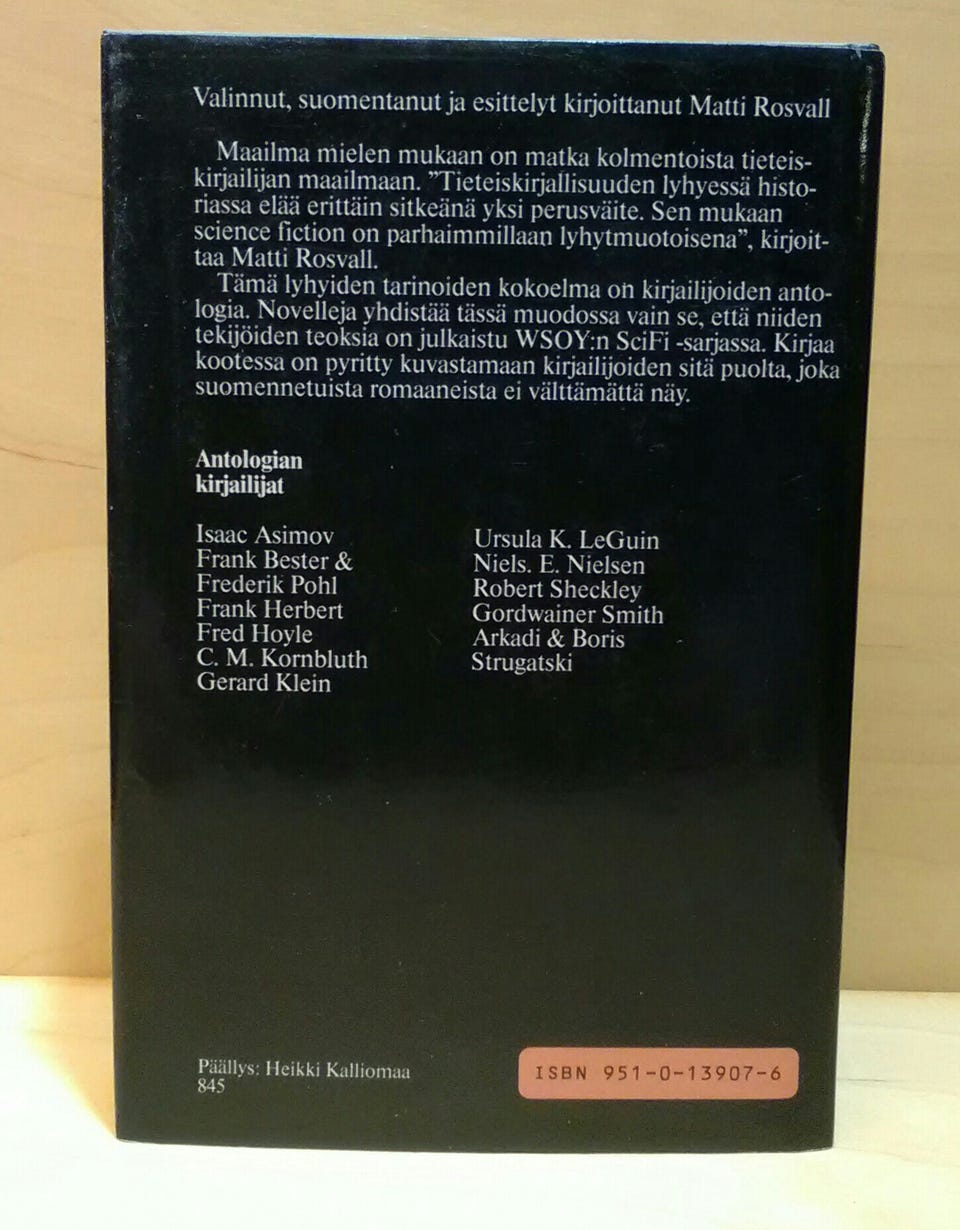 Valinnut, suomentanut ja esittelyt kirjoittanut Matti Rosvall
Maailma mielen mukaan on matka kolmentoista tieteis-
kirjailijan maailmaan. ”Tieteiskirjallisuuden lyhyessä histo-
riassa elää erittäin sitkeänä yksi perusväite. Sen mukaan
science fiction on parhaimmillaan lyhytmuotoisena”, kirjoit-
taa Matti Rosvall.
Tämä lyhyiden tarinoiden kokoelma on kirjailijoiden anto-
logia. Novelleja yhdistää tässä muodossa vain se, että niiden
tekijöiden teoksia on julkaistu WSOY:n SciFi -sarjassa. Kirjaa
kootessa on pyritty kuvastamaan kirjailijoiden sitä puolta, joka
suomennetuista romaaneista ei välttämättä näy.
Antologian
kirjailijat
Isaac Asimov
Frank Bester &
Frederik Pohl
Frank Herbert
Fred Hoyle
C. M. Kornbluth
Gerard Klein
Ursula K. LeGuin
Niels. E. Nielsen
Robert Sheckley
Gordwainer Smith
Arkadi & Boris
Strugatski
Päällys: Heikki Kalliomaa
845
ISBN 951-0-13907-6